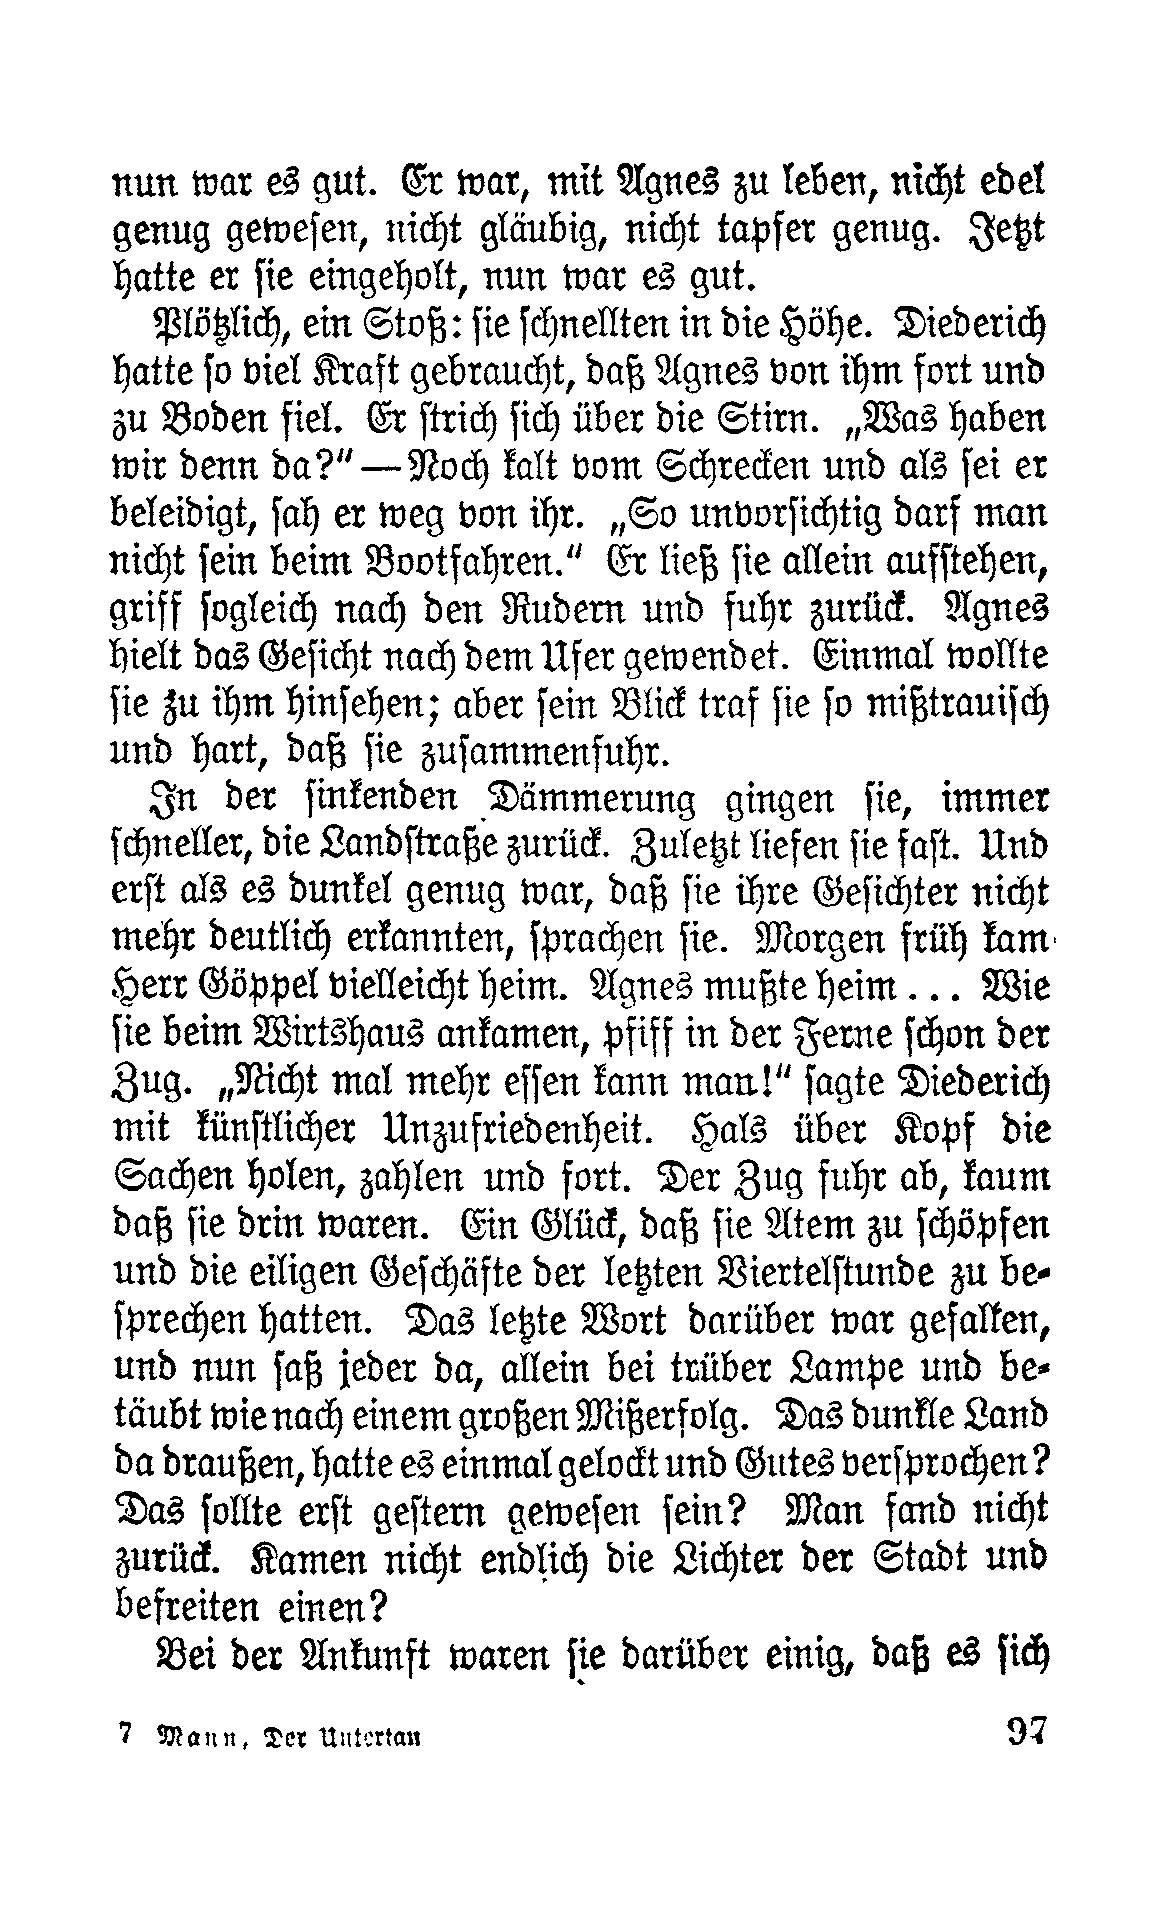 nun war es gut. Er war, mit Agnes zu leben, nicht edel
genug gewesen, nicht gläubig, nicht tapfer genug. Jetzt
hatte er sie eingeholt, nun war es gut.
Plötzlich, ein Stoß: sie schnellten in die Höhe. Diederich
hatte so viel Kraft gebraucht, daß Agnes von ihm fort und
zu Boden fiel. Er strich sich über die Stirn. „Was haben
wir denn da?“ — Noch kalt vom Schrecken und als sei er
beleidigt, sah er weg von ihr. „So unvorsichtig darf man
nicht sein beim Bootfahren.“ Er ließ sie allein aufstehen,
griff sogleich nach den Rudern und fuhr zurück. Agnes
hielt das Gesicht nach dem Ufer gewendet. Einmal wollte
sie zu ihm hinsehen; aber sein Blick traf sie so mißtrauisch
und hart, daß sie zusammenfuhr.
In der sinkenden Dämmerung gingen sie, immer
schneller, die Landstraße zurück. Zuletzt liefen sie fast. Und
erst als es dunkel genug war, daß sie ihre Gesichter nicht
mehr deutlich erkannten, sprachen sie. Morgen früh kam
Herr Göppel vielleicht heim. Agnes mußte heim ... Wie
sie beim Wirtshaus ankamen, pfiff in der Ferne schon der
Zug. „Nicht mal mehr essen kann man!“ sagte Diederich
mit künstlicher Unzufriedenheit. Hals über Kopf die
Sachen holen, zahlen und fort. Der Zug fuhr ab, kaum
daß sie drin waren. Ein Glück, daß sie Atem zu schöpfen
und die eiligen Geschäfte der letzten Viertelstunde zu be-
sprechen hatten. Das letzte Wort darüber war gefallen,
und nun saß jeder da, allein bei trüber Lampe und be-
täubt wie nach einem großen Mißerfolg. Das dunkle Land
da draußen, hatte es einmal gelockt und Gutes versprochen?
Das sollte erst gestern gewesen sein? Man fand nicht
zurück. Kamen nicht endlich die Lichter der Stadt und
befreiten einen?
Bei der Ankunft waren sie darüber einig, daß es sich
7 Mann, Der Untertan 97